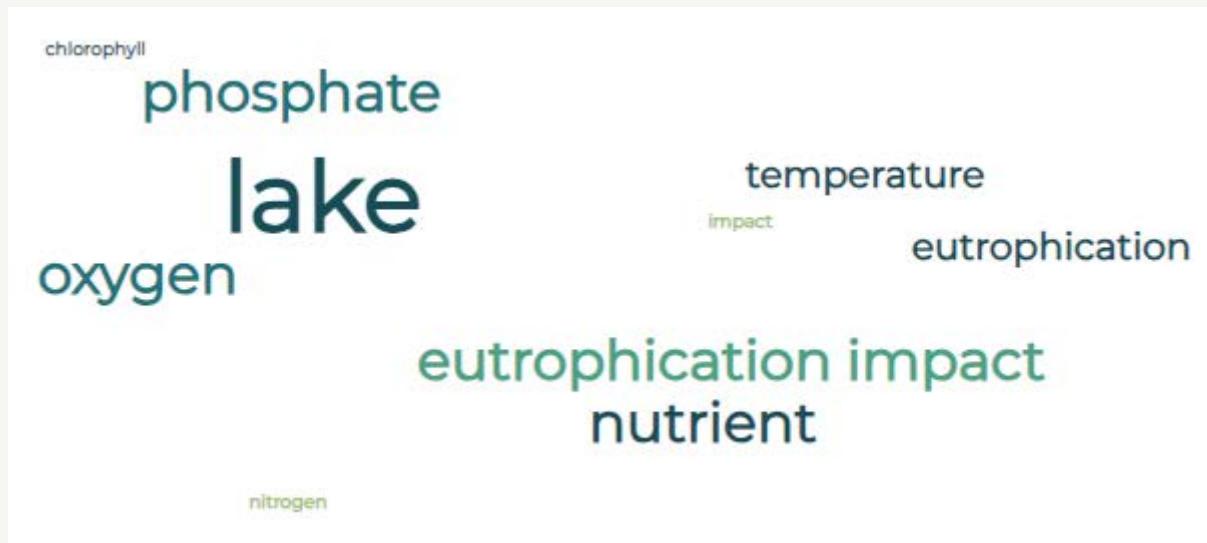 chlorophyll
phosphate
lake
temperature
impact
eutrophication
oxygen
eutrophication impact
nutrient
nitrogen